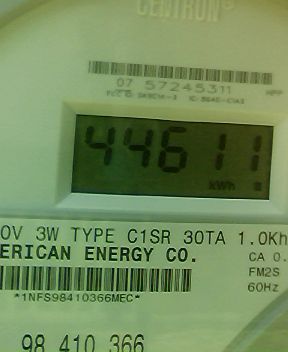 CENTRON®
07 57245311
44611
kWh
0V 3W TYPE C1SR 30TA 1.0Kh
ERICAN ENERGY CO.
CA 0.
FM2S
60Hz
*1NFS98410366MEC*
98 410 366